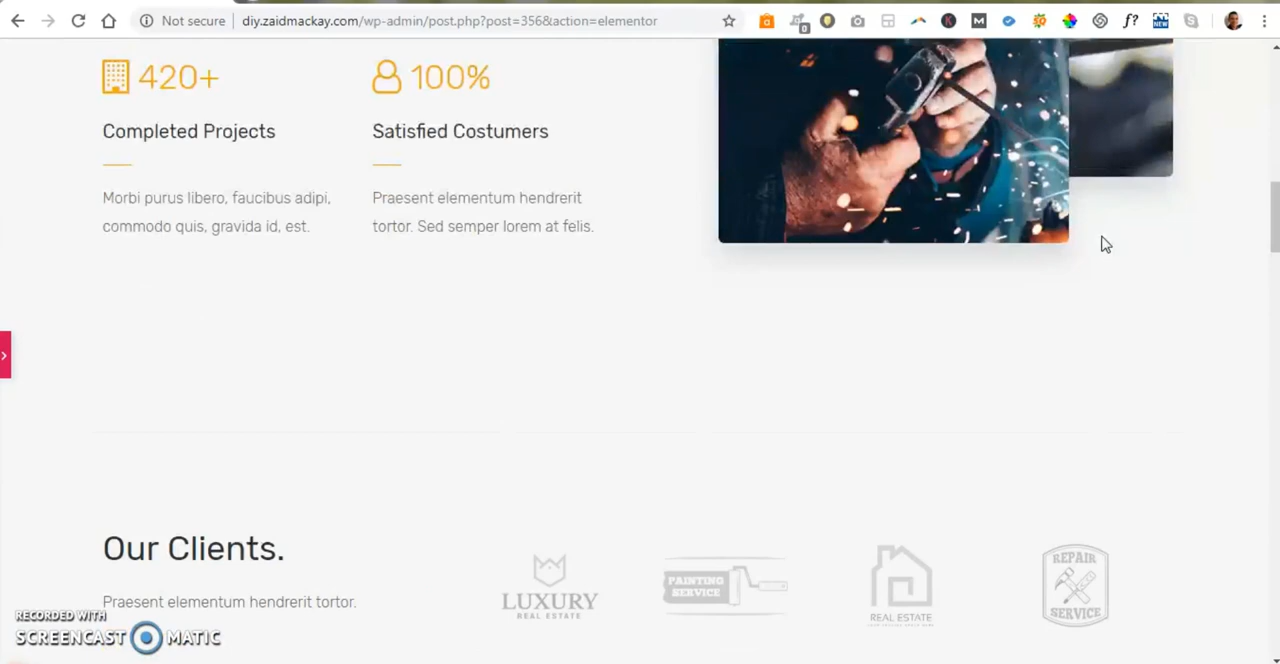 Not secure
diy.zaidmackay.com/wp-admin/post.php?post=356&action=elementor
0
K
M
f?
NEW
420+
100%
Completed Projects
Satisfied Costumers
Morbi purus libero, faucibus adipi,
commodo quis, gravida id, est.
Praesent elementum hendrerit
tortor. Sed semper lorem at felis.
Our Clients.
Praesent elementum hendrerit tortor.
LUXURY
REAL ESTATE
PAINTING
SERVICE
REAL ESTATE
REPAIR
SERVICE
RECORDED WITH
SCREENCAST MATIC